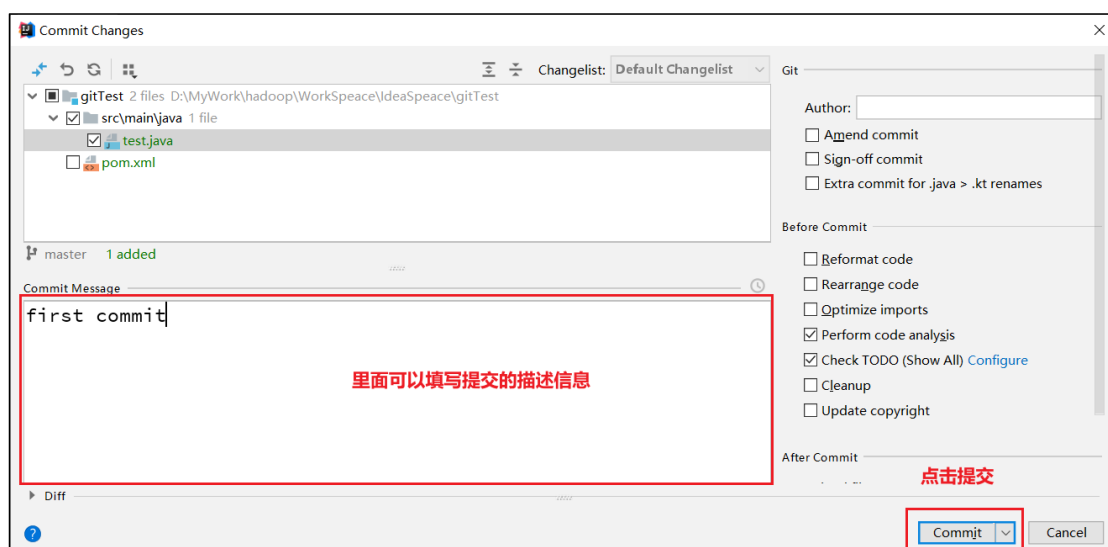 Commit Changes
Changelist: Default Changelist
gitTest 2 files D:\MyWork\hadoop\WorkSpeace\IdeaSpeace\gitTest
src\main\java 1 file
test.java
pom.xml
master 1 added
Commit Message
first commit
里面可以填写提交的描述信息
Diff
Git
Author:
Amend commit
Sign-off commit
Extra commit for .java > .kt renames
Before Commit
Reformat code
Rearrange code
Optimize imports
Perform code analysis
Check TODO (Show All) Configure
Cleanup
Update copyright
After Commit
点击提交
Commit
Cancel